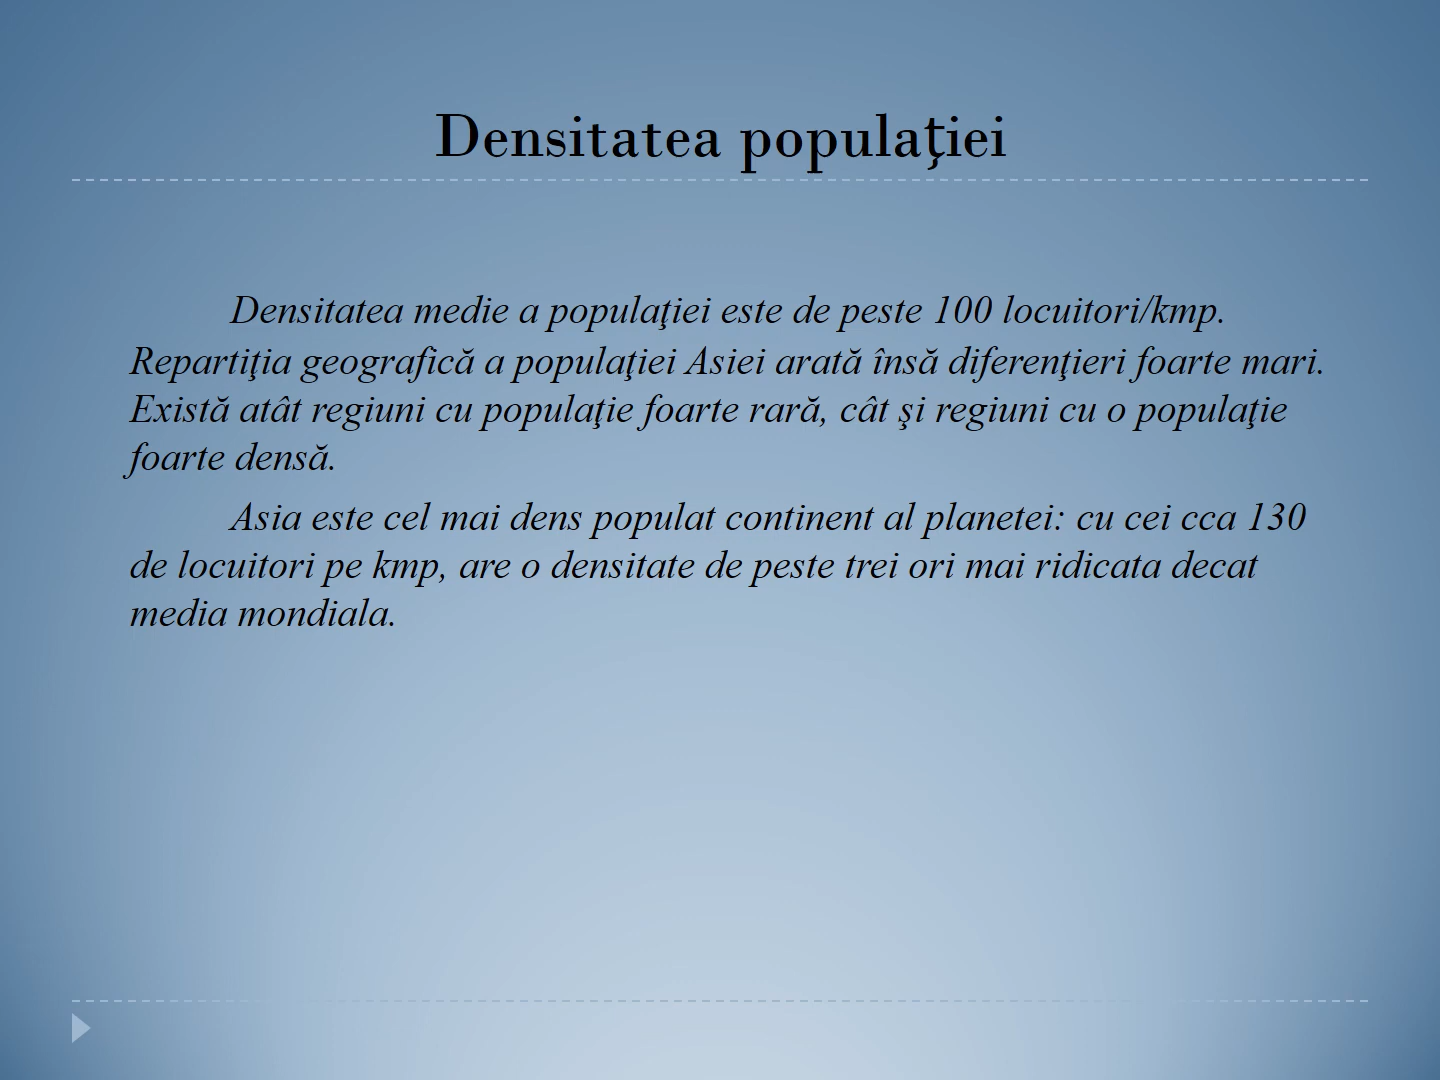 Densitatea populaţiei
Densitatea medie a populaţiei este de peste 100 locuitori/kmp.
Repartiţia geografică a populaţiei Asiei arată însă diferenţieri foarte mari.
Există atât regiuni cu populaţie foarte rară, cât şi regiuni cu o populaţie
foarte densă.
Asia este cel mai dens populat continent al planetei: cu cei cca 130
de locuitori pe kmp, are o densitate de peste trei ori mai ridicata decat
media mondiala.